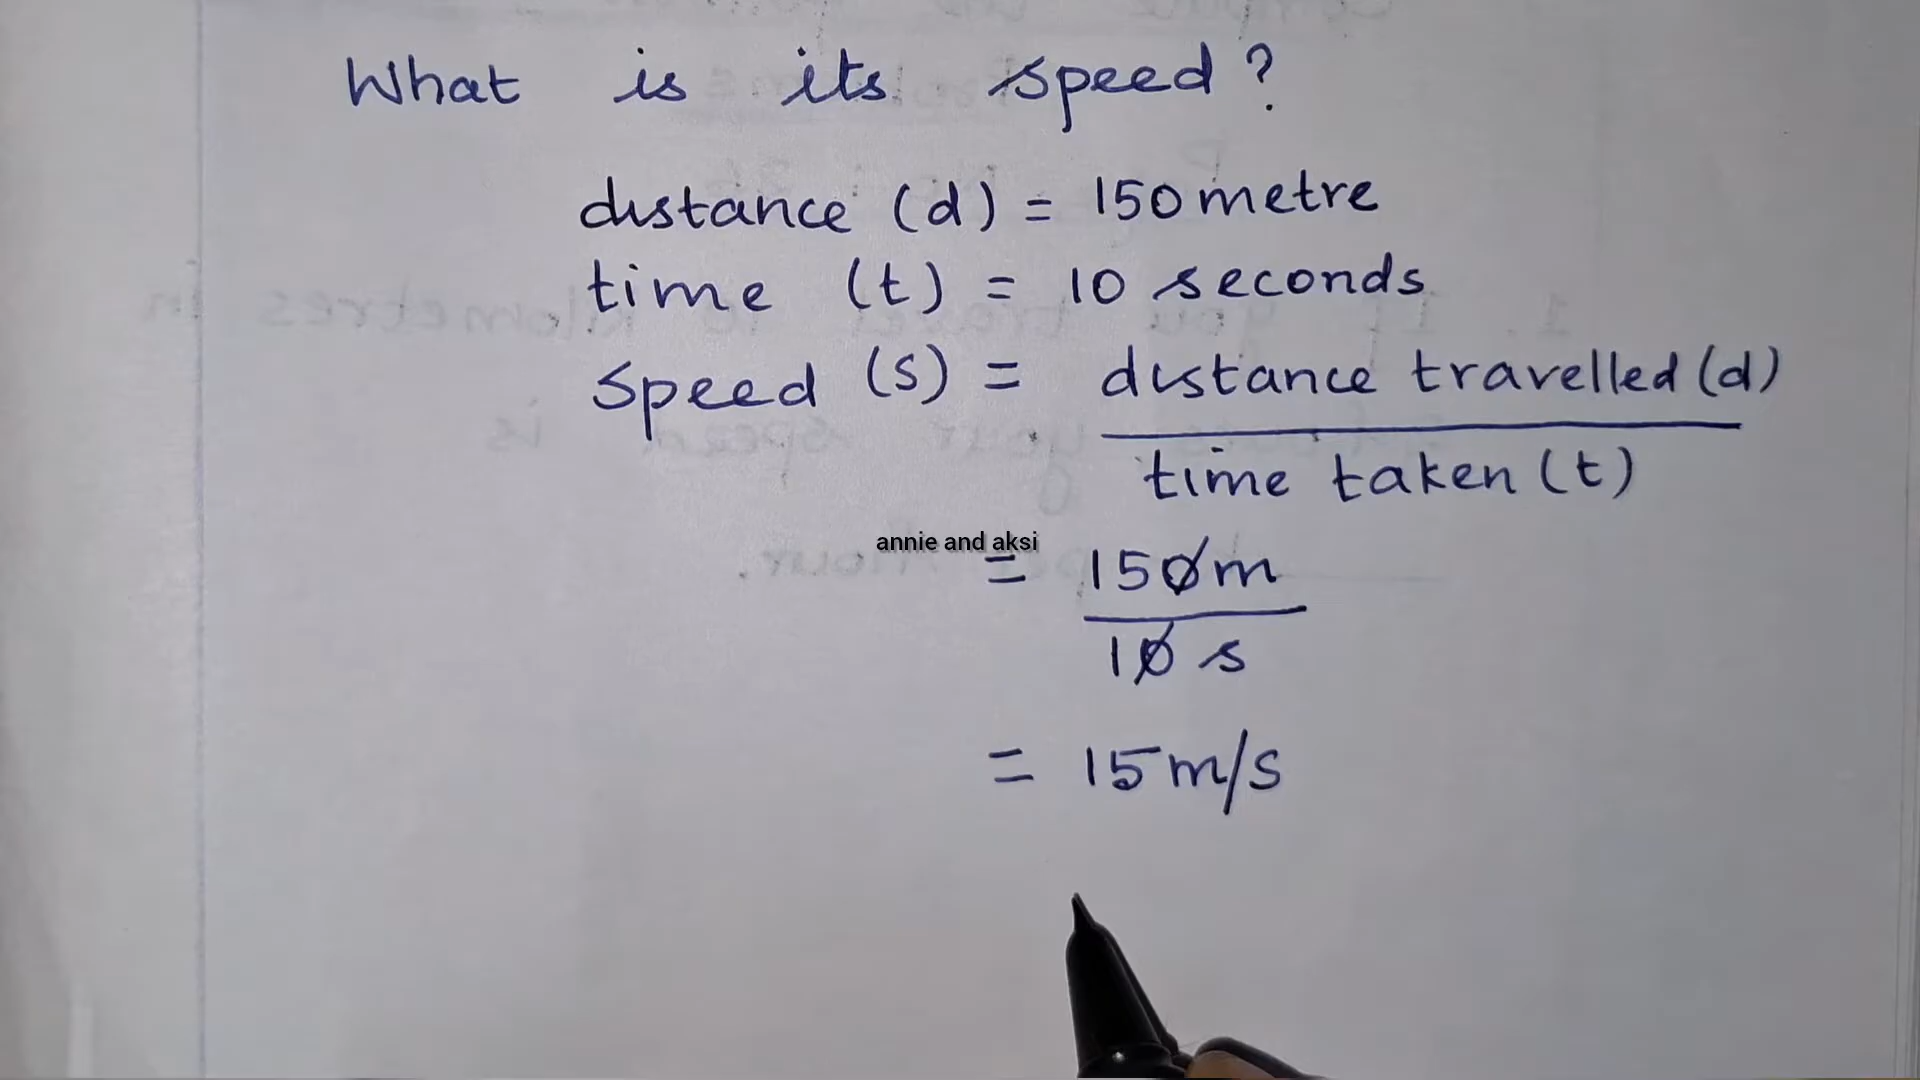 What is its speed?
distance (d) = 150 metre
time (t) = 10 seconds
Speed (s) = distance travelled (d)
time taken (t)
annie and aksi
= 150 m
10 s
= 15 m/s